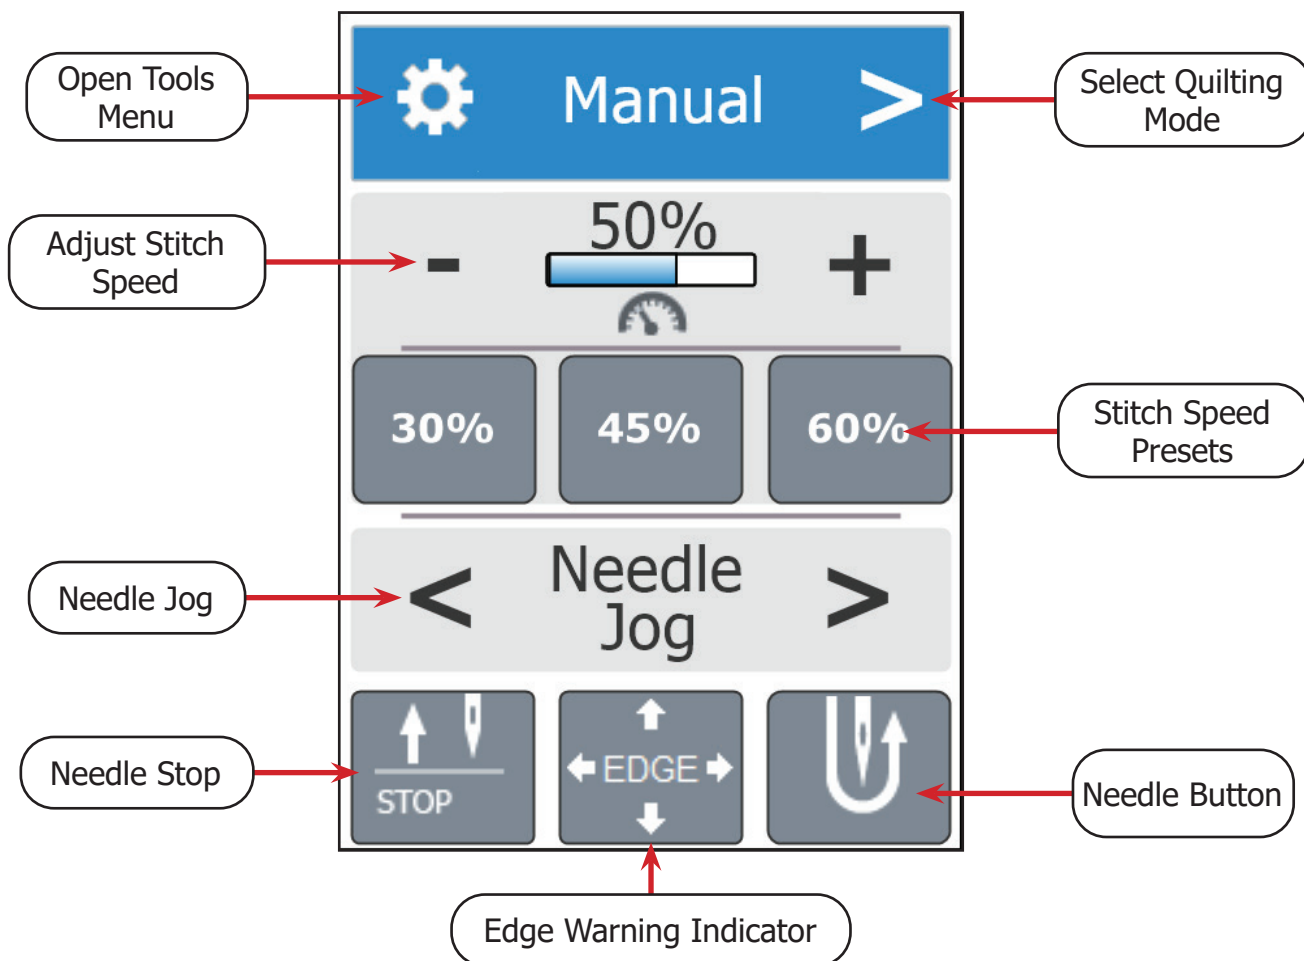 Open Tools
Menu
Manual
>
Select Quilting
Mode
Adjust Stitch
Speed
-
50%
+
30%
45%
60%
Stitch Speed
Presets
Needle Jog
<
Needle
Jog
>
Needle Stop
STOP
EDGE
Needle Button
Edge Warning Indicator